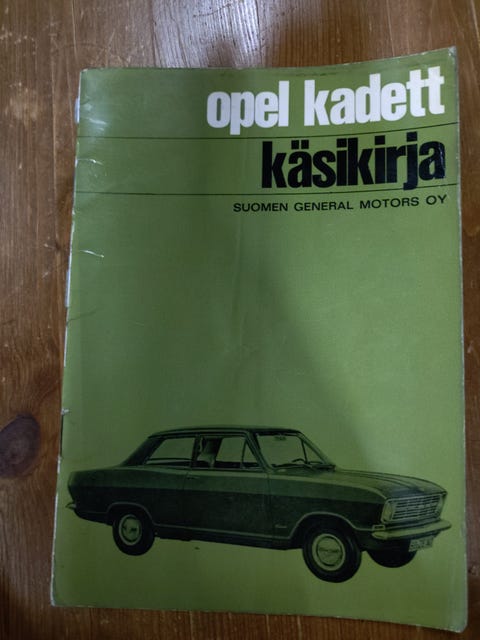 opel kadett
käsikirja
SUOMEN GENERAL MOTORS OY